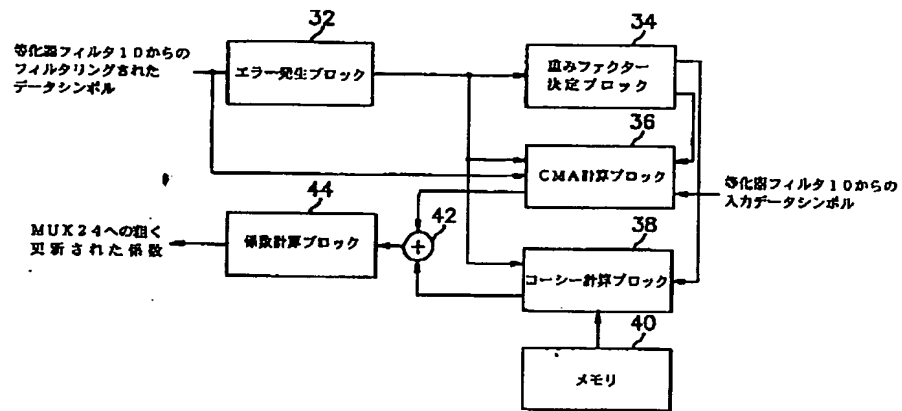 32
34
等化器フィルタ10からの
フィルタリングされた
データシンボル
エラー発生ブロック
重みファクター
決定ブロック
36
CMA計算ブロック
等化器フィルタ10からの
入力データシンボル
44
42
38
MUX24への粗く
更新された係数
係数計算ブロック
+
コーシー計算ブロック
40
メモリ